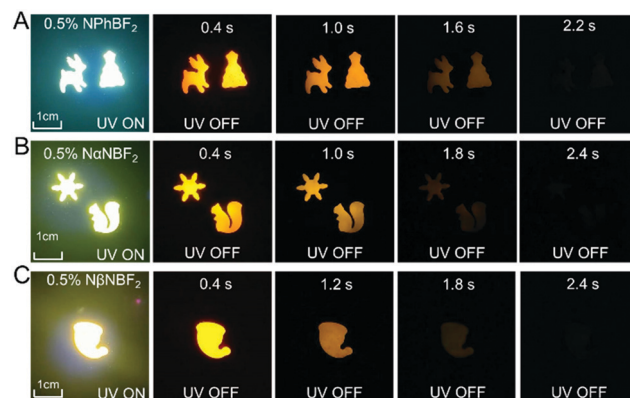 A
0.5% NPhBF₂
0.4 s
1.0 s
1.6 s
2.2 s
1cm
UV ON
UV OFF
UV OFF
UV OFF
UV OFF
B
0.5% NαNBF₂
0.4 s
1.0 s
1.8 s
2.4 s
1cm
UV ON
UV OFF
UV OFF
UV OFF
UV OFF
C
0.5% NβNBF₂
0.4 s
1.2 s
1.8 s
2.4 s
1cm
UV ON
UV OFF
UV OFF
UV OFF
UV OFF